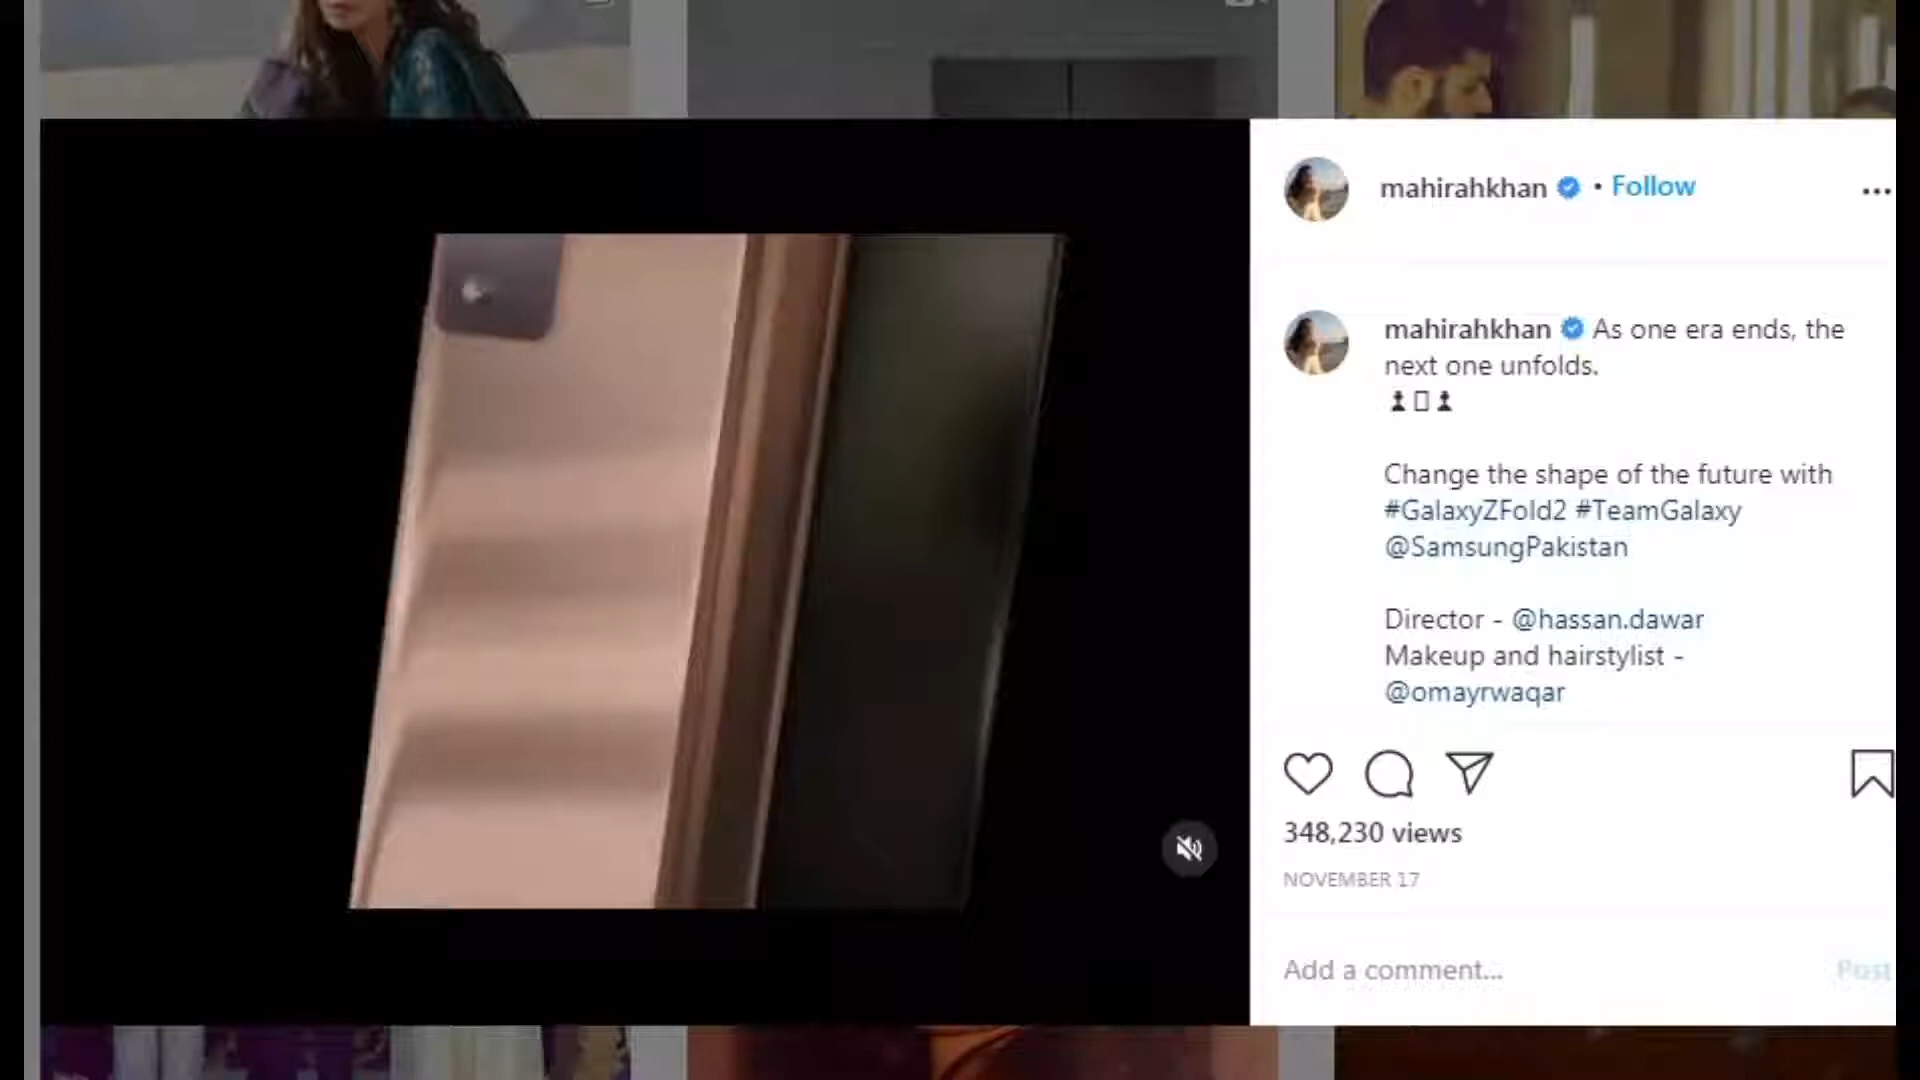 mahirahkhan • Follow
mahirahkhan As one era ends, the
next one unfolds.
Change the shape of the future with
#GalaxyZFold2 #TeamGalaxy
@SamsungPakistan
Director - @hassan.dawar
Makeup and hairstylist -
@omayrwaqar
348,230 views
NOVEMBER 17
Add a comment...
Post